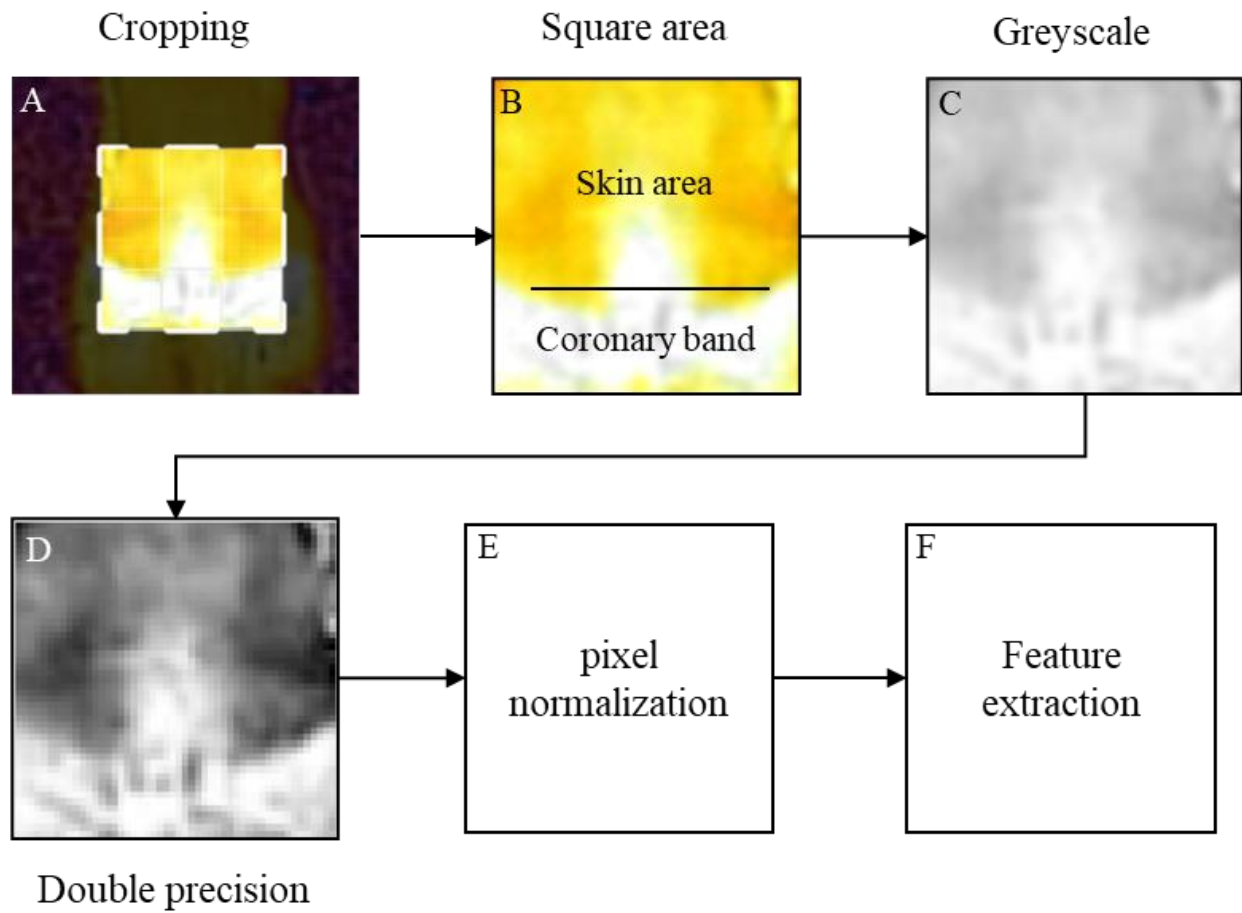 Cropping
Square area
Greyscale
A
B
C
Skin area
Coronary band
D
E
F
pixel
normalization
Feature
extraction
Double precision